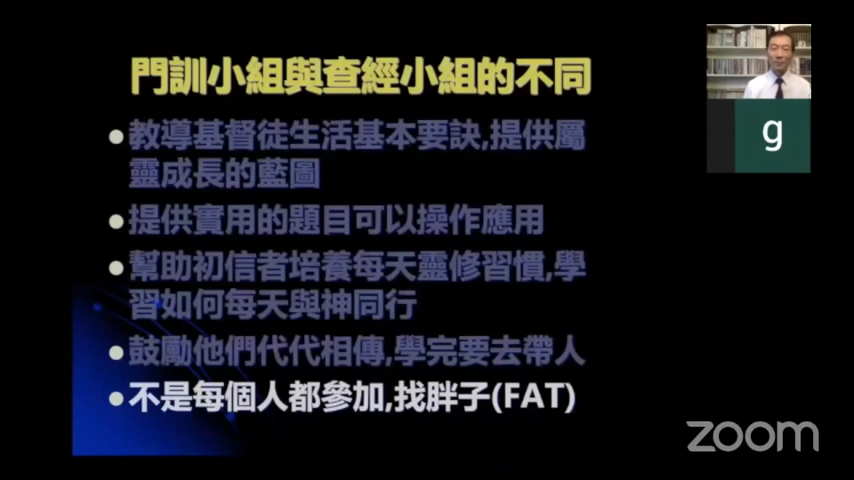 門訓小組與查經小組的不同
教導基督徒生活基本要訣,提供屬
靈成長的藍圖
提供實用的題目可以操作應用
幫助初信者培養每天靈修習慣,學
習如何每天與神同行
鼓勵他們代代相傳,學完要去帶人
不是每個人都參加,找胖子(FAT)
g
zoom